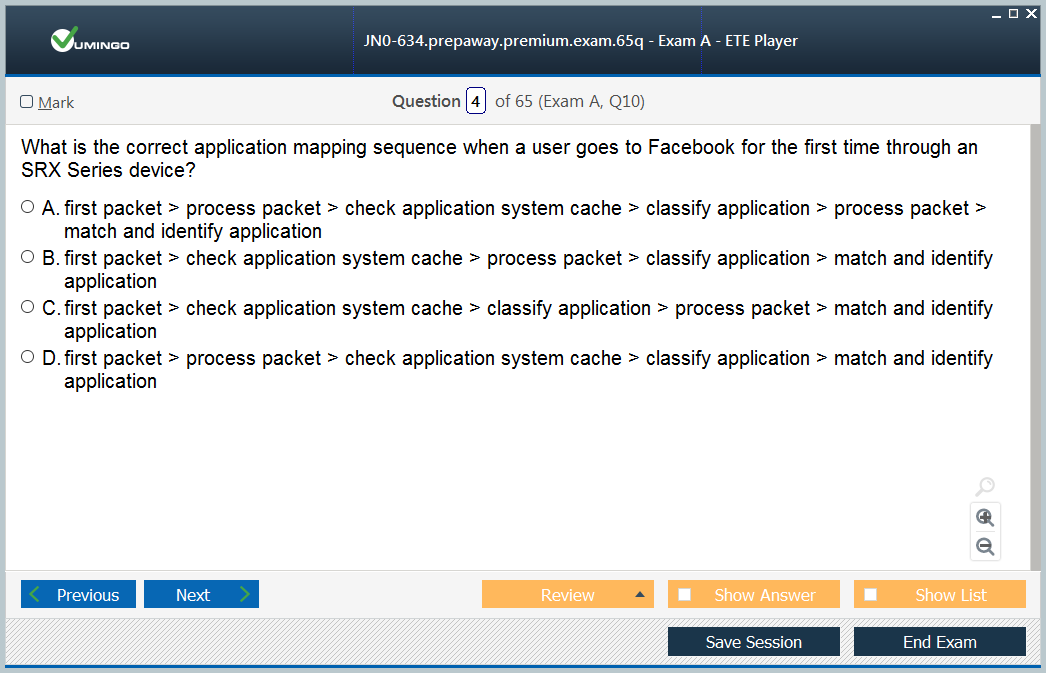 VUMINGO
JN0-634.prepaway.premium.exam.65q - Exam A - ETE Player
Mark
Question 4 of 65 (Exam A, Q10)
What is the correct application mapping sequence when a user goes to Facebook for the first time through an
SRX Series device?
A. first packet > process packet > check application system cache > classify application > process packet >
match and identify application
B. first packet > check application system cache > process packet > classify application > match and identify
application
C. first packet > check application system cache > classify application > process packet > match and identify
application
D. first packet > process packet > check application system cache > classify application > match and identify
application
Previous
Next
Review
Show Answer
Show List
Save Session
End Exam